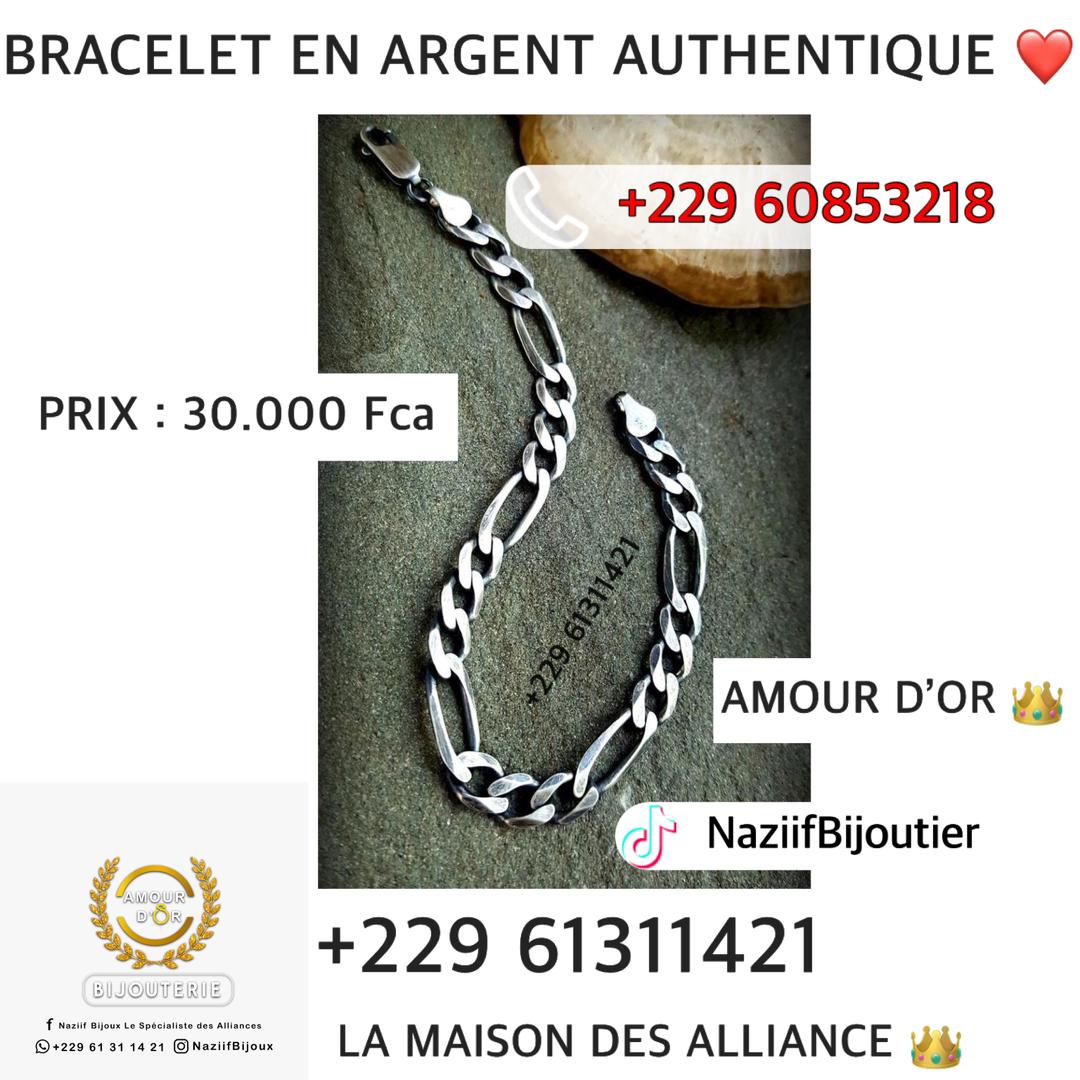 BRACELET EN ARGENT AUTHENTIQUE ❤️
+229 60853218
PRIX : 30.000 Fca
+229 61311421
AMOUR D’OR 👑
NaziifBijoutier
AMOUR
D'OR
BIJOUTERIE
Naziif Bijoux Le Spécialiste des Alliances
+229 61 31 14 21 NaziifBijoux
+229 61311421
LA MAISON DES ALLIANCE 👑